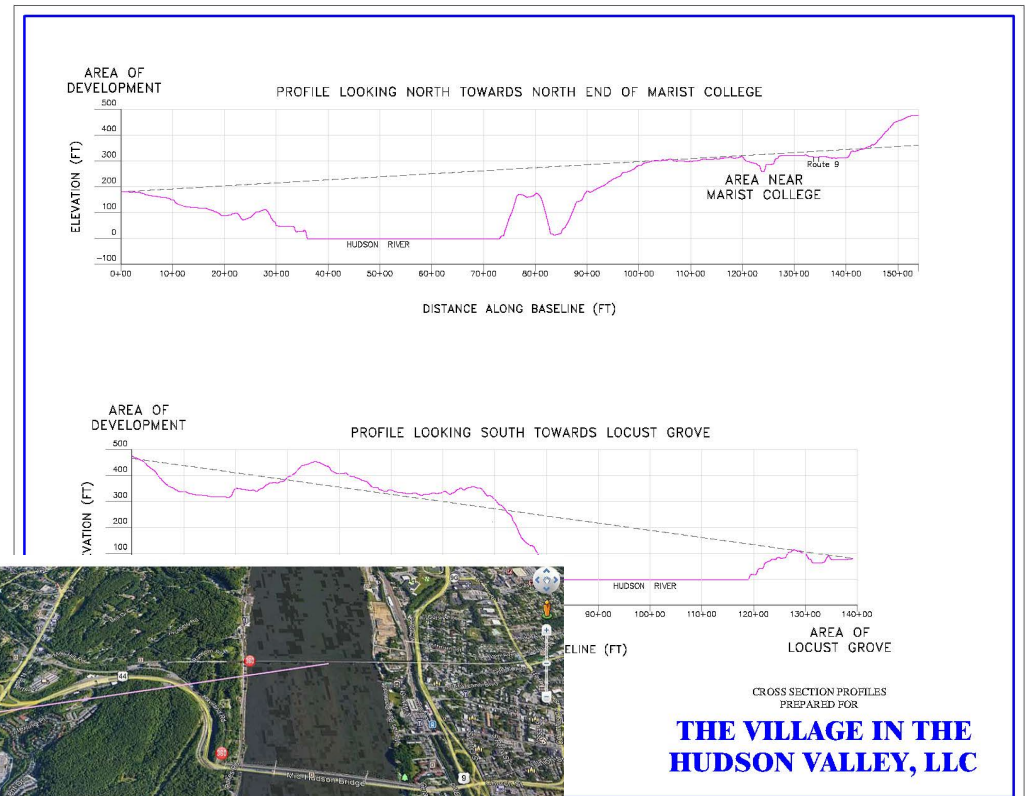 AREA OF
DEVELOPMENT
PROFILE LOOKING NORTH TOWARDS NORTH END OF MARIST COLLEGE
500
400
300
200
100
0
-100
ELEVATION (FT)
Route 9
AREA NEAR
MARIST COLLEGE
HUDSON RIVER
0+00 10+00 20+00 30+00 40+00 50+00 60+00 70+00 80+00 90+00 100+00 110+00 120+00 130+00 140+00 150+00
DISTANCE ALONG BASELINE (FT)
AREA OF
DEVELOPMENT
PROFILE LOOKING SOUTH TOWARDS LOCUST GROVE
500
400
300
200
100
VATION (FT)
HUDSON RIVER
90+00 100+00 110+00 120+00 130+00 140+00
ELINE (FT)
AREA OF
LOCUST GROVE
44
9
Mid-Hudson Bridge
CROSS SECTION PROFILES
PREPARED FOR
THE VILLAGE IN THE
HUDSON VALLEY, LLC